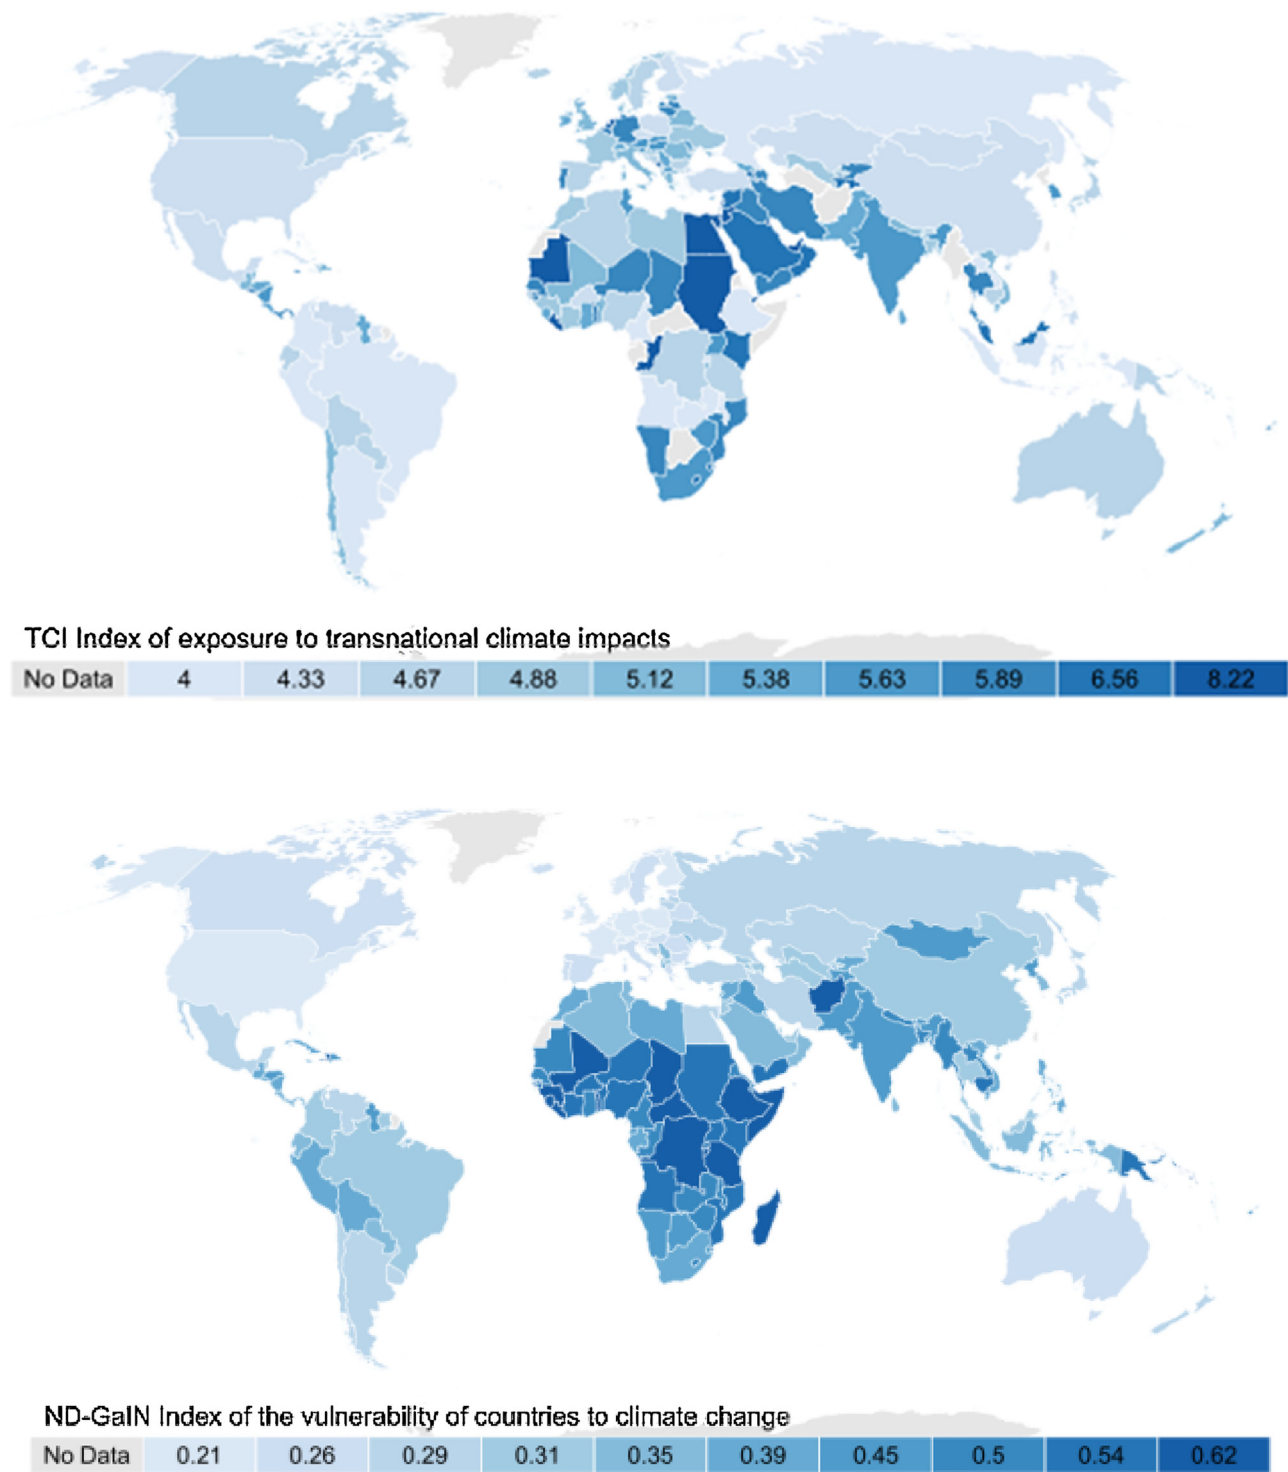 TCI Index of exposure to transnational climate impacts
No Data 4 4.33 4.67 4.88 5.12 5.38 5.63 5.89 6.56 8.22
ND-GaIN Index of the vulnerability of countries to climate change
No Data 0.21 0.26 0.29 0.31 0.35 0.39 0.45 0.5 0.54 0.62